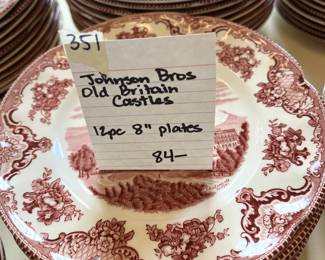 351
Johnson Bros
Old Britain
Castles
12pc 8" plates
84—